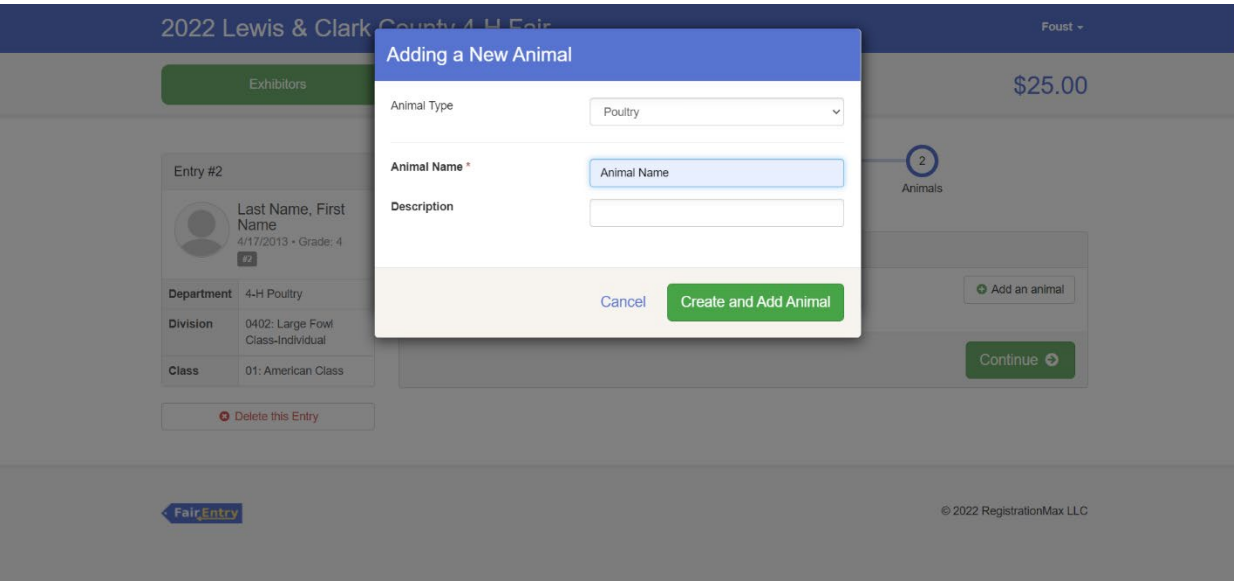 2022 Lewis & Clark County 4-H Fair
Foust
Exhibitors
$25.00
Adding a New Animal
Animal Type
Poultry
Animal Name *
Animal Name
Description
Cancel
Create and Add Animal
Entry #2
Last Name, First
Name
4/17/2013 • Grade: 4
#2
Department 4-H Poultry
Division 0402: Large Fowl
Class-Individual
Class 01: American Class
Delete this Entry
2
Animals
Add an animal
Continue
FairEntry
© 2022 RegistrationMax LLC